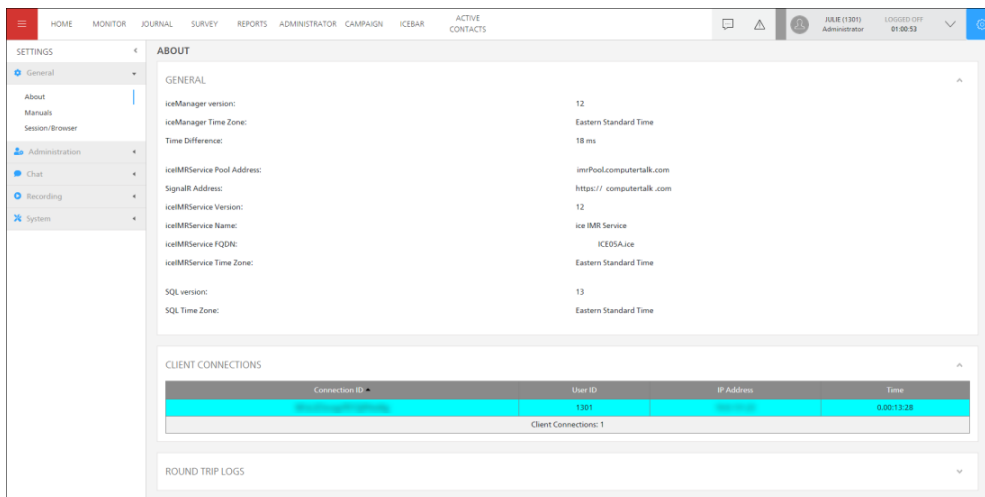 HOME MONITOR JOURNAL SURVEY REPORTS ADMINISTRATOR CAMPAIGN ICEBAR ACTIVE CONTACTS
JULIE (1301) LOGGED OFF
Administrator 01:00:53
SETTINGS
ABOUT
General
About
Manuals
Session/Browser
Administration
Chat
Recording
System
GENERAL
iceManager version: 12
iceManager Time Zone: Eastern Standard Time
Time Difference: 18 ms
iceIMRService Pool Address: imrPool.computertalk.com
SignalR Address: https:// computertalk .com
iceIMRService Version: 12
iceIMRService Name: ice IMR Service
iceIMRService FQDN: ICE05A.ice
iceIMRService Time Zone: Eastern Standard Time
SQL version: 13
SQL Time Zone: Eastern Standard Time
CLIENT CONNECTIONS
Connection ID User ID IP Address Time
1301 0.00:13:28
Client Connections: 1
ROUND TRIP LOGS